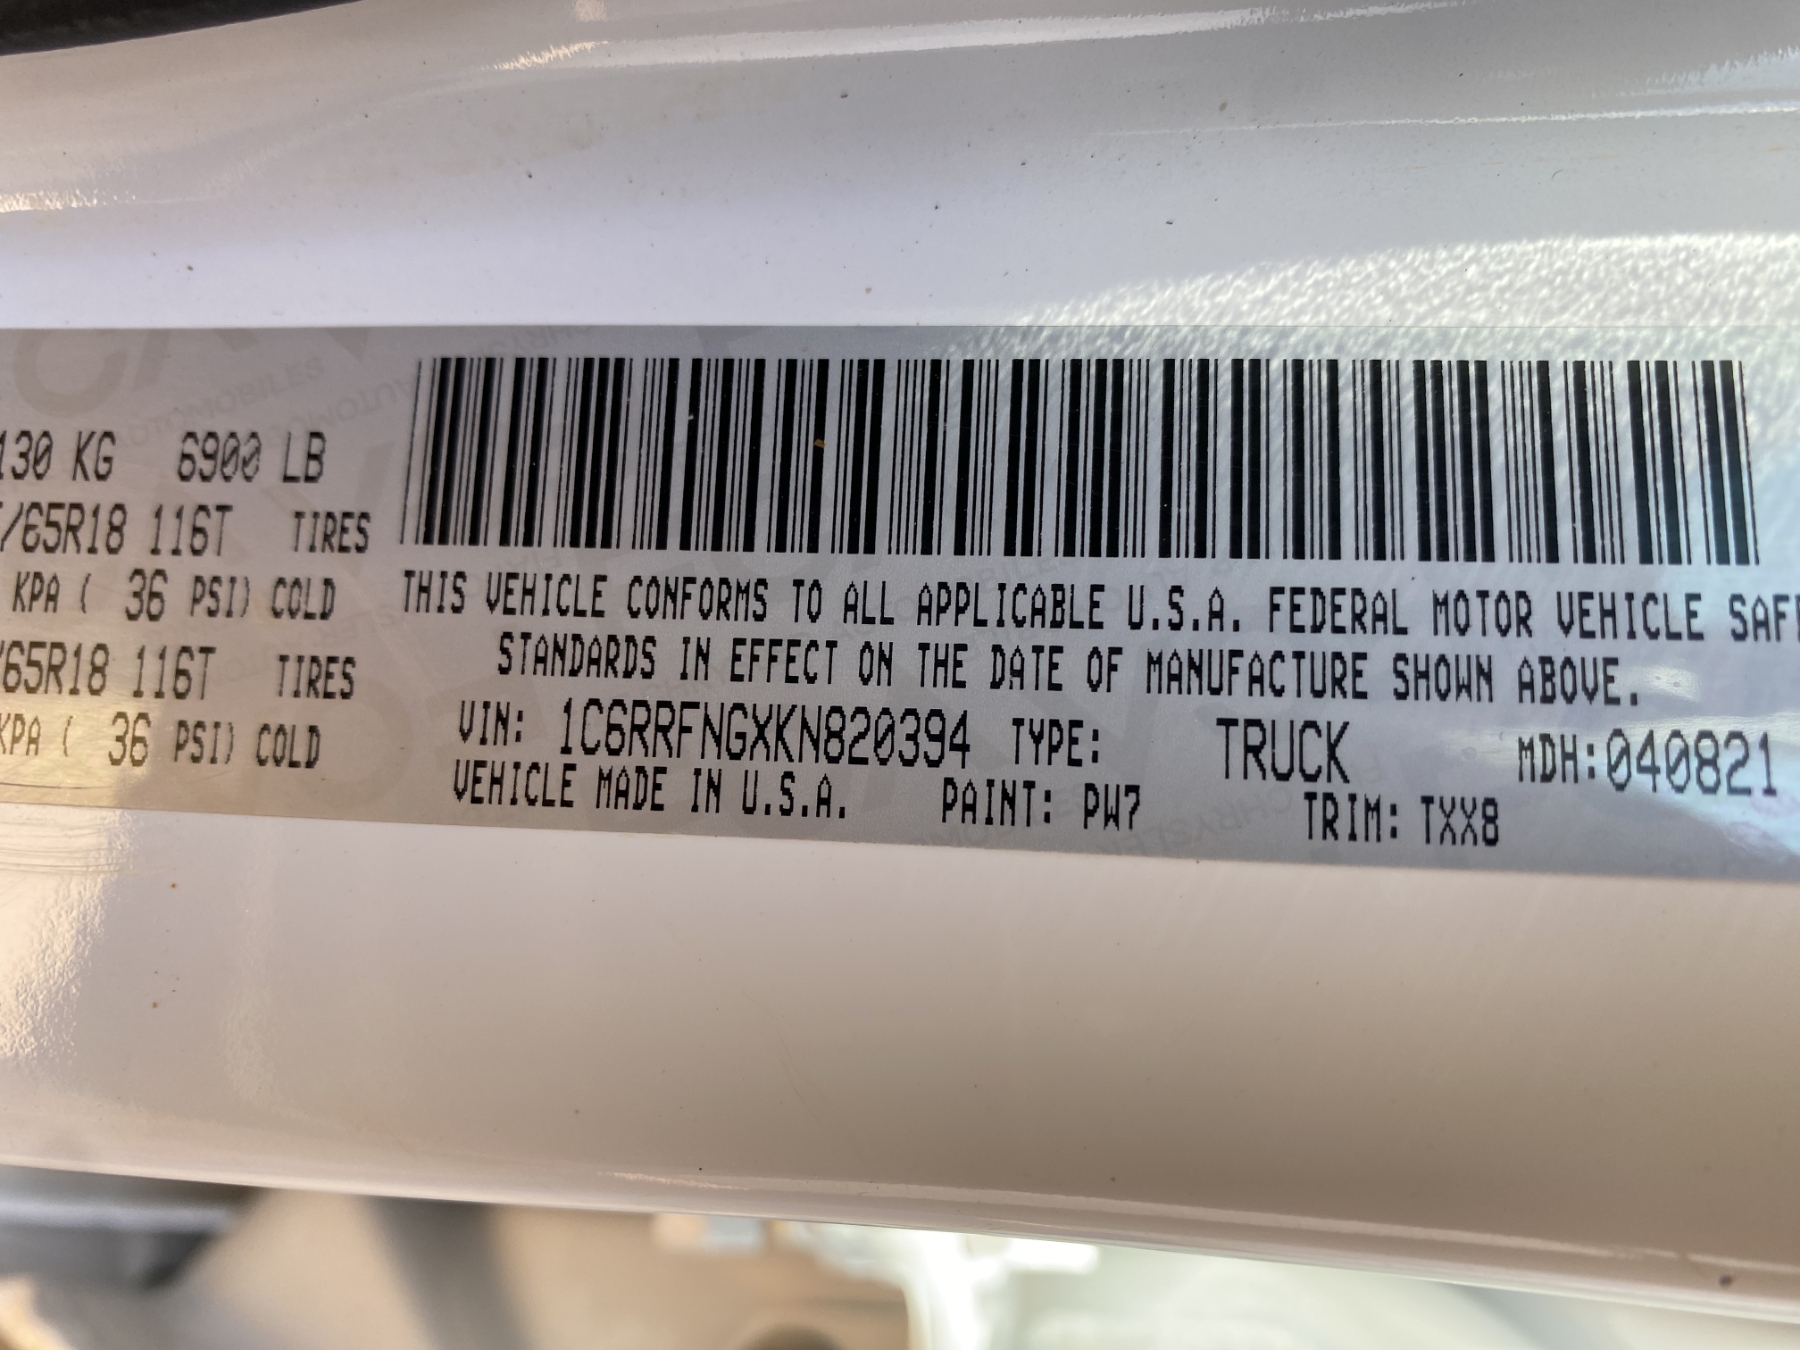 130 KG 6900 LB
/65R18 116T TIRES
KPA ( 36 PSI) COLD
65R18 116T TIRES
KPA ( 36 PSI) COLD
THIS VEHICLE CONFORMS TO ALL APPLICABLE U.S.A. FEDERAL MOTOR VEHICLE SAF
STANDARDS IN EFFECT ON THE DATE OF MANUFACTURE SHOWN ABOVE.
VIN: 1C6RRFNGXKN820394 TYPE: TRUCK MDH:040821
VEHICLE MADE IN U.S.A. PAINT: PW7 TRIM: TXX8